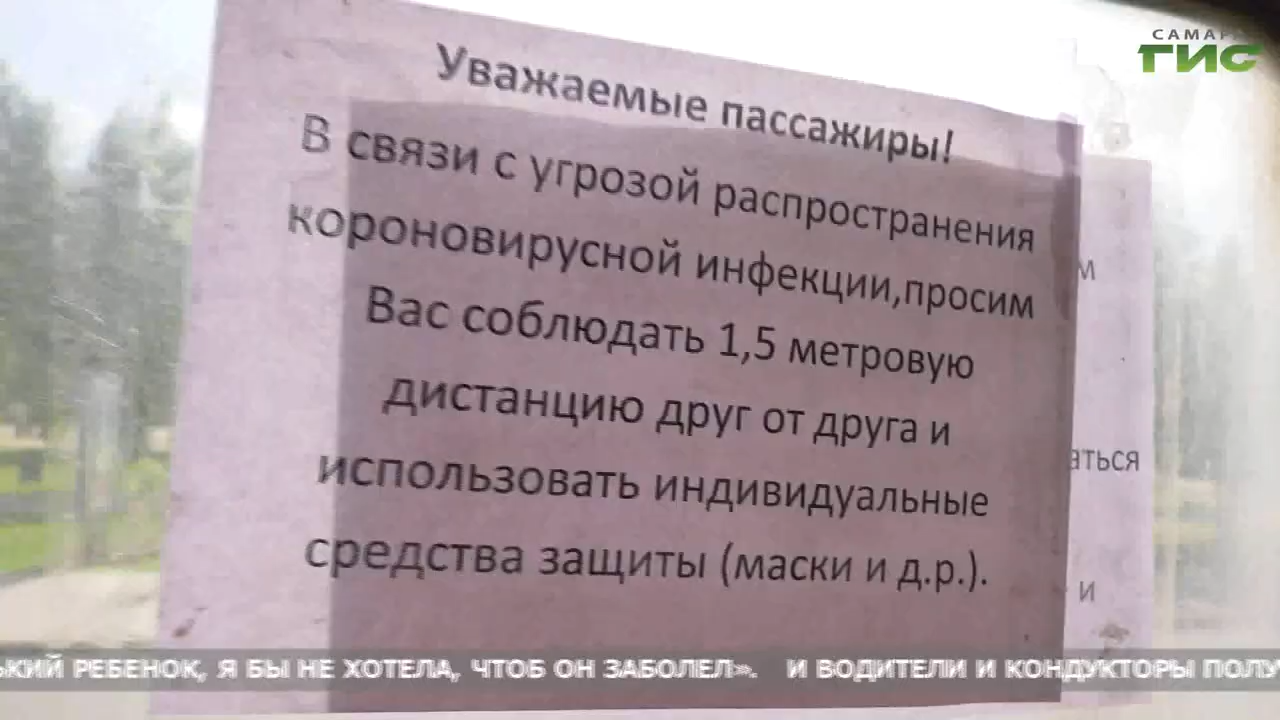 САМАРА
ГИС
Уважаемые пассажиры!
В связи с угрозой распространения
короновирусной инфекции,просим
Вас соблюдать 1,5 метровую
дистанцию друг от друга и
использовать индивидуальные
средства защиты (маски и д.р.).
м
аться
и
ЬКИЙ РЕБЕНОК, Я БЫ НЕ ХОТЕЛА, ЧТОБ ОН ЗАБОЛЕЛ». И ВОДИТЕЛИ И КОНДУКТОРЫ ПОЛУ